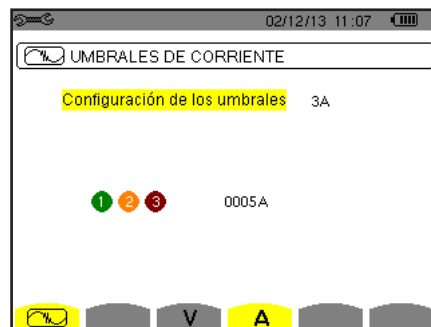 02/12/13 11:07
UMBRALES DE CORRIENTE
Configuración de los umbrales 3A
1 2 3 0005A
V A